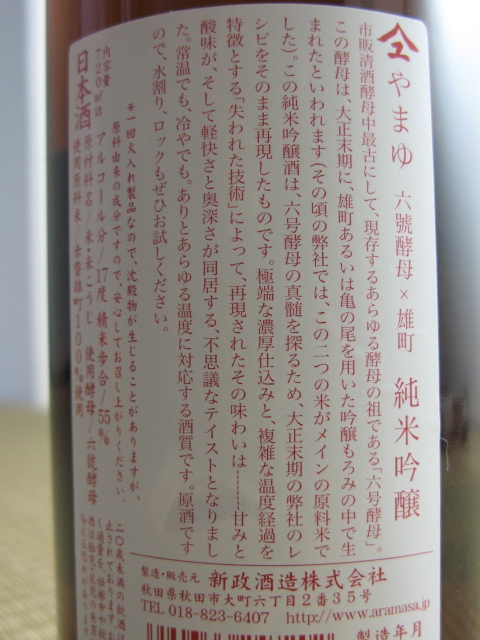 やまゆ 六號酵母×雄町 純米吟醸
市販清酒酵母中最古にして、現存するあらゆる酵母の祖である「六号酵母」。
この酵母は、大正末期に、雄町あるいは亀の尾を用いた吟醸もろみの中で生
まれたといわれます(その頃の弊社では、この二つの米がメインの原料米で
した)。この純米吟醸酒は、六号酵母の真髄を探るため、大正末期の弊社のレ
シピをそのまま再現したものです。極端な濃厚仕込みと、複雑な温度経過を
特徴とする「失われた技術」によって、再現されたその味わいは……甘みと
酸味が、そして軽快さと奥深さが同居する、不思議なテイストとなりまし
た。常温でも、冷やでも。ありとあらゆる温度に対応する酒質です。原酒です
ので、水割り、ロックもぜひお試しください。
*一回火入れ製品なので、沈殿物が生じることがありますが、
原料由来の成分ですので、安心してお召し上がりください。
内容量 720ml アルコール分/17度 精米歩合/55%
日本酒 原材料名/米・米こうじ 使用酵母/六號酵母
使用原料米/赤磐雄町100%使用
二〇歳未満の飲酒は
止されております。
製造・販売元 新政酒造株式会社
秋田県秋田市大町六丁目2番35号
TEL 018-823-6407 http://www.aramasa.j
製造年月